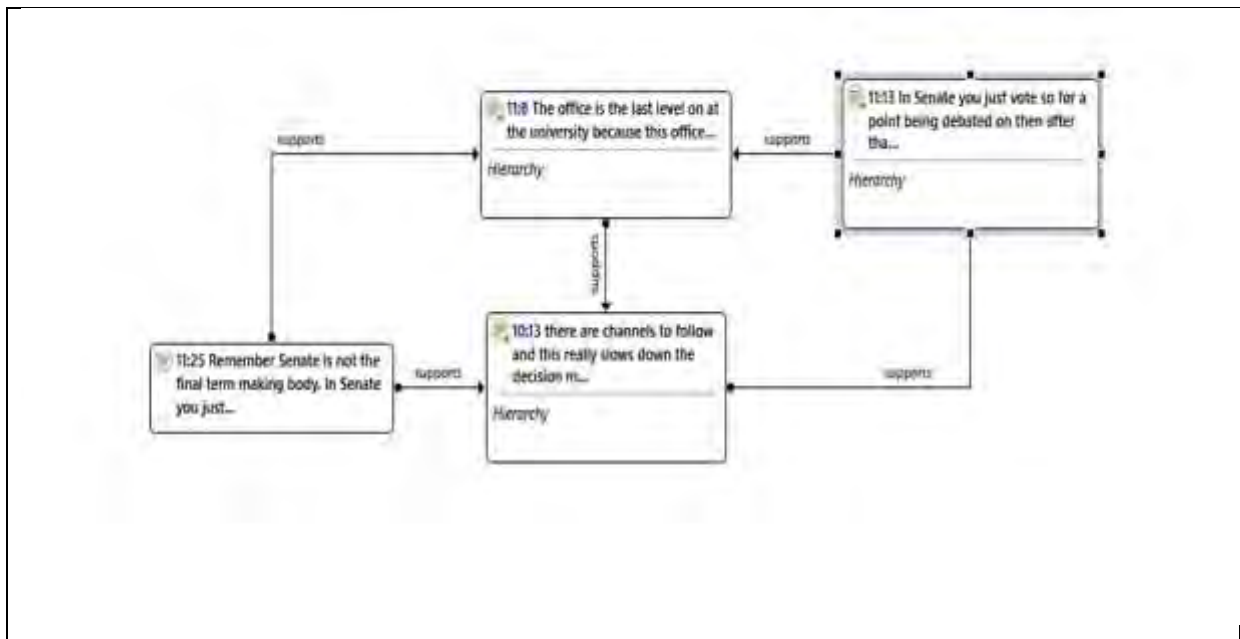 11:8 The office is the last level on at
the university because this office...
Hierarchy
11:13 In Senate you just vote so for a
point being debated on then after
tha...
Hierarchy
supports
supports
supports
11:25 Remember Senate is not the
final term making body. In Senate
you just...
supports
10:13 there are channels to follow
and this really slows down the
decision m...
Hierarchy
supports